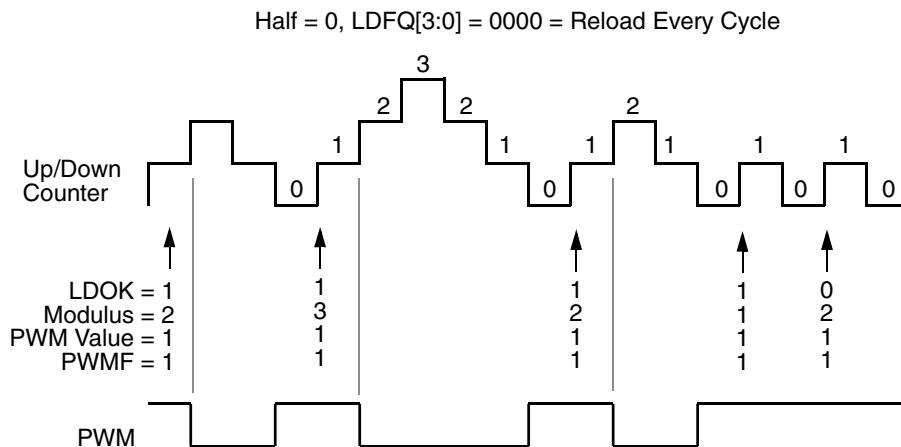 Half = 0, LDFQ[3:0] = 0000 = Reload Every Cycle
3
2 2 2
1 1 1 1 1 1
Up/Down
Counter
0 0 0 0 0
LDOK = 1 1 1 1 0
Modulus = 2 3 2 1 2
PWM Value = 1 1 1 1 1
PWMF = 1 1 1 1 1
PWM